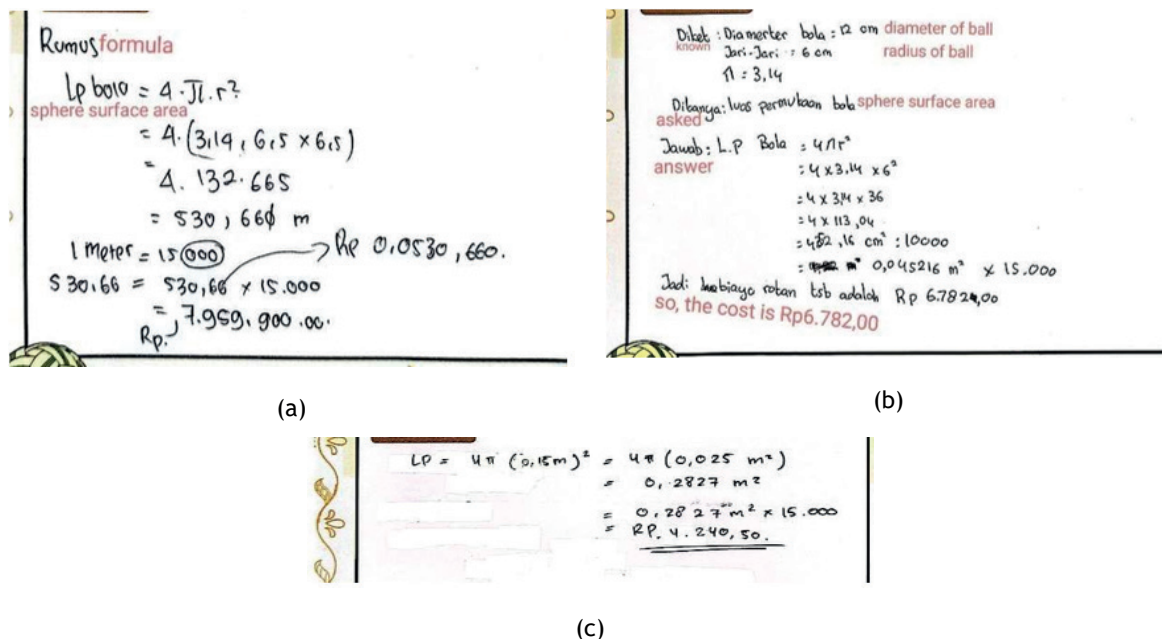 Rumus formula
Lp bola = 4.π.r²
sphere surface area
= 4.(3,14, 6,5 × 6,5)
= 4. 132.665
= 530,660 m
1 meter = 15 000
Rp 0,0530,660.
530,66 = 530,66 × 15.000
= 7.959.900.00.
Rp.
(a)
Diket : Diamerter bola : 12 cm diameter of ball
known Jari-Jari : 6 cm radius of ball
π : 3,14
Ditanya: luas permukaan bola sphere surface area
asked
Jawab : L.P Bola = 4πr²
answer
= 4 × 3.14 × 6²
= 4 × 3,14 × 36
= 4 × 113,04
= 452,16 cm² : 10000
= m² 0,045216 m² × 15.000
Jadi biaya rotan tsb adalah Rp 6.782,00
so, the cost is Rp6.782,00
(b)
LP = 4π (0,15m)² = 4π (0,025 m²)
= 0,2827 m²
= 0,2827 m² × 15.000
= RP. 4.240,50.
(c)